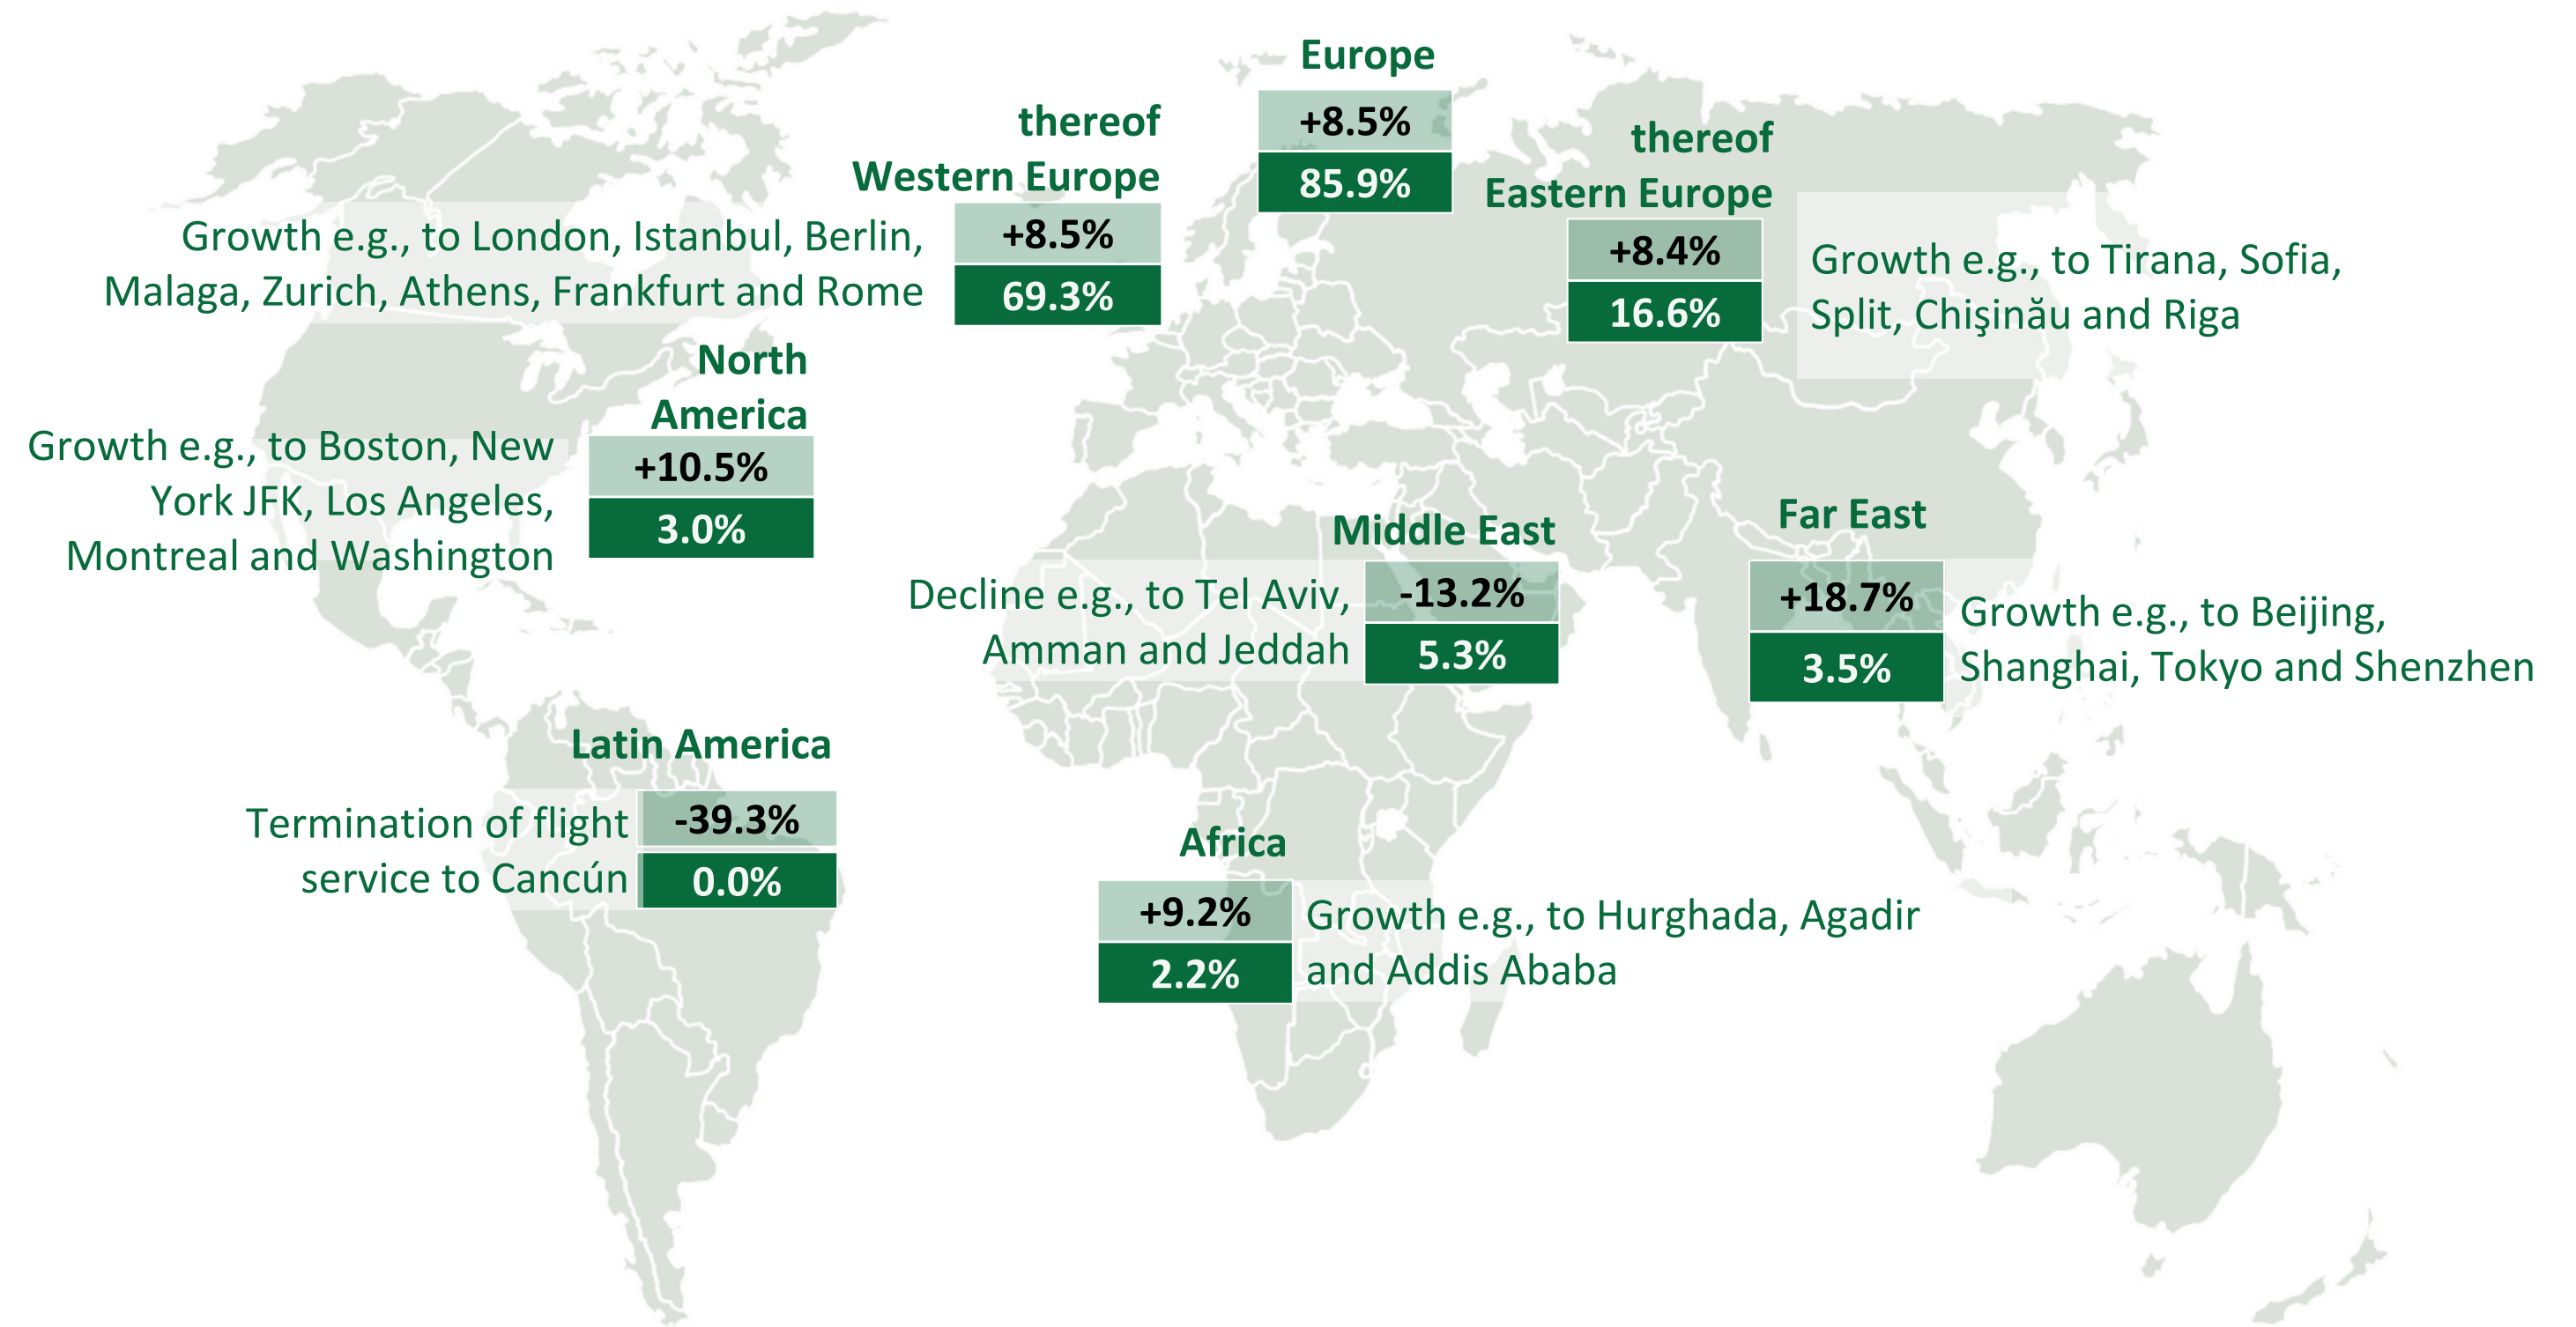 Europe
+8.5%
85.9%
thereof
Western Europe
+8.5%
69.3%
Growth e.g., to London, Istanbul, Berlin,
Malaga, Zurich, Athens, Frankfurt and Rome
thereof
Eastern Europe
+8.4%
16.6%
Growth e.g., to Tirana, Sofia,
Split, Chişinău and Riga
North
America
+10.5%
3.0%
Growth e.g., to Boston, New
York JFK, Los Angeles,
Montreal and Washington
Middle East
-13.2%
5.3%
Decline e.g., to Tel Aviv,
Amman and Jeddah
Far East
+18.7%
3.5%
Growth e.g., to Beijing,
Shanghai, Tokyo and Shenzhen
Latin America
-39.3%
0.0%
Termination of flight
service to Cancún
Africa
+9.2%
2.2%
Growth e.g., to Hurghada, Agadir
and Addis Ababa